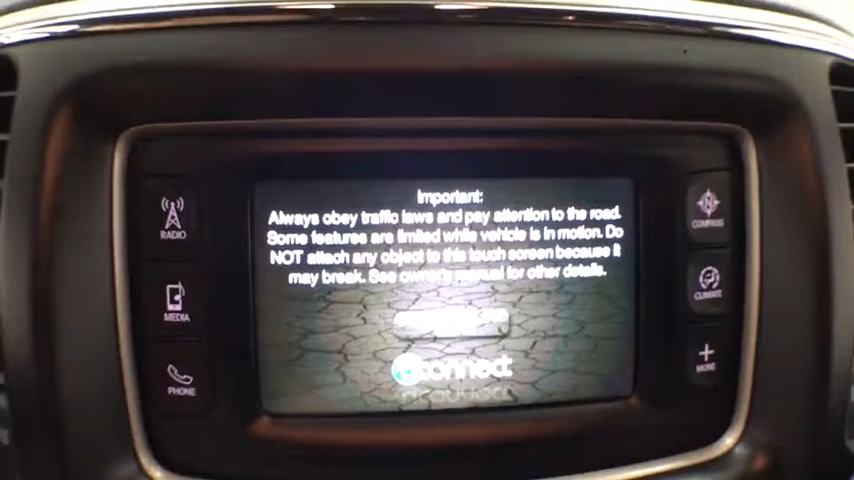 Important:
Always obey traffic laws and pay attention to the road.
Some features are limited while vehicle is in motion. Do
NOT attach any object to this touch screen because it
may break. See owner's manual for other details.
uconnect
RADIO
MEDIA
PHONE
N
COMPASS
CLIMATE
+
MORE